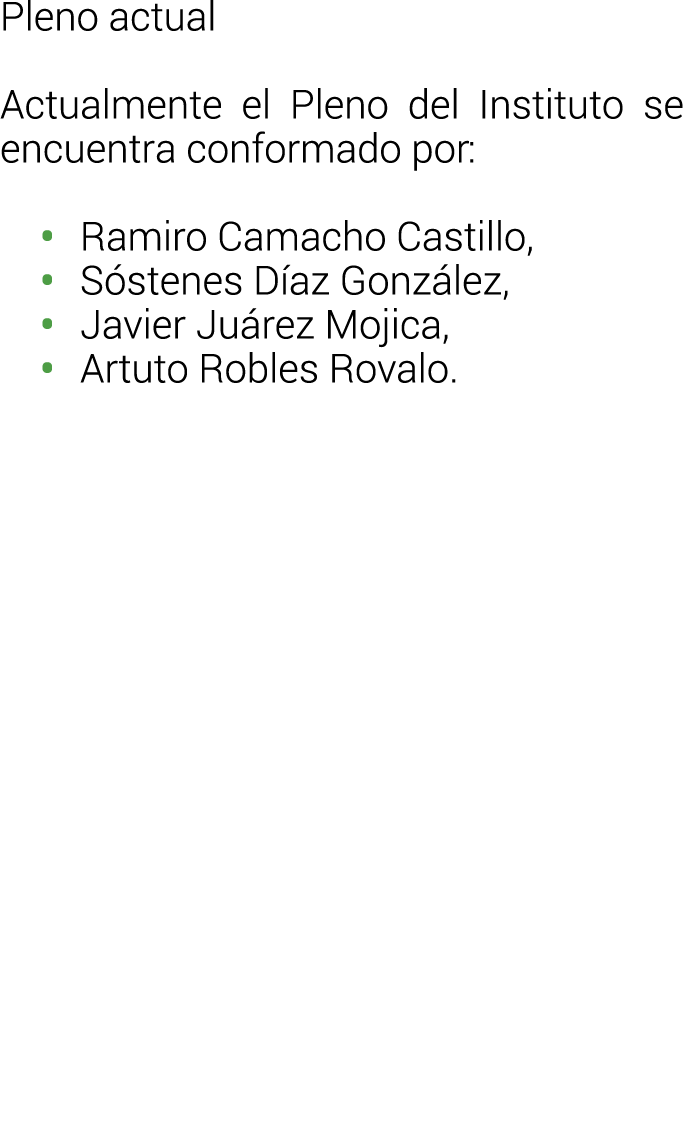 Pleno actual
Actualmente el Pleno del Instituto se
encuentra conformado por:
• Ramiro Camacho Castillo,
• Sóstenes Díaz González,
• Javier Juárez Mojica,
• Artuto Robles Rovalo.